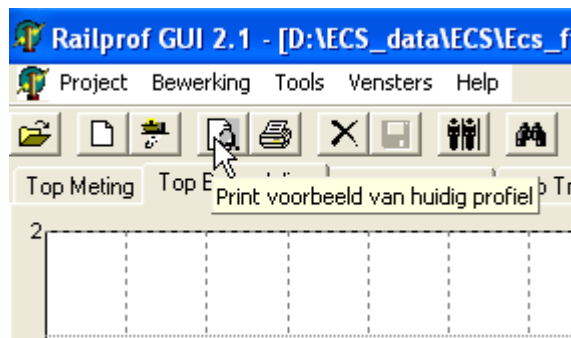 Railprof GUI 2.1 - [D:\ECS_data\ECS\Ecs_f
Project Bewerking Tools Vensters Help
Top Meting Top B
Print voorbeeld van huidig profiel
2